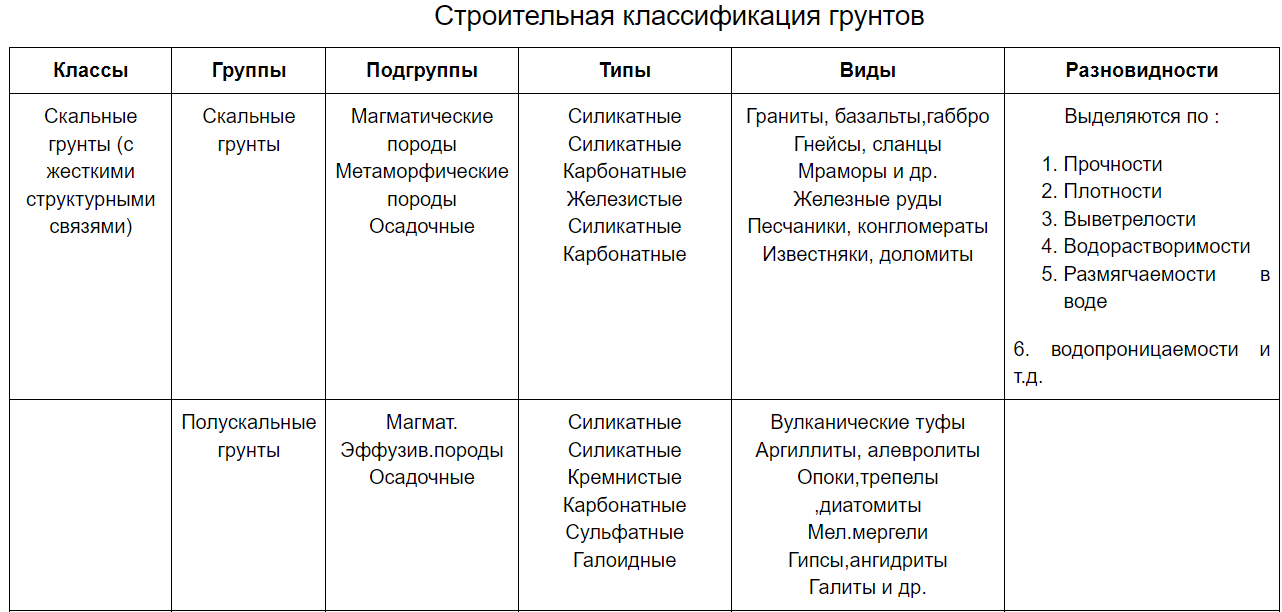 Строительная классификация грунтов
Классы
Группы
Подгруппы
Типы
Виды
Разновидности
Скальные
грунты (с
жесткими
структурными
связями)
Скальные
грунты
Магматические
породы
Метаморфические
породы
Осадочные
Силикатные
Силикатные
Карбонатные
Железистые
Силикатные
Карбонатные
Граниты, базальты,габбро
Гнейсы, сланцы
Мраморы и др.
Железные руды
Песчаники, конгломераты
Известняки, доломиты
Выделяются по :
1. Прочности
2. Плотности
3. Выветрелости
4. Водорастворимости
5. Размягчаемости в
воде
6. водопроницаемости и
т.д.
Полускальные
грунты
Магмат.
Эффузив.породы
Осадочные
Силикатные
Силикатные
Кремнистые
Карбонатные
Сульфатные
Галоидные
Вулканические туфы
Аргиллиты, алевролиты
Опоки,трепелы
,диатомиты
Мел.мергели
Гипсы,ангидриты
Галиты и др.